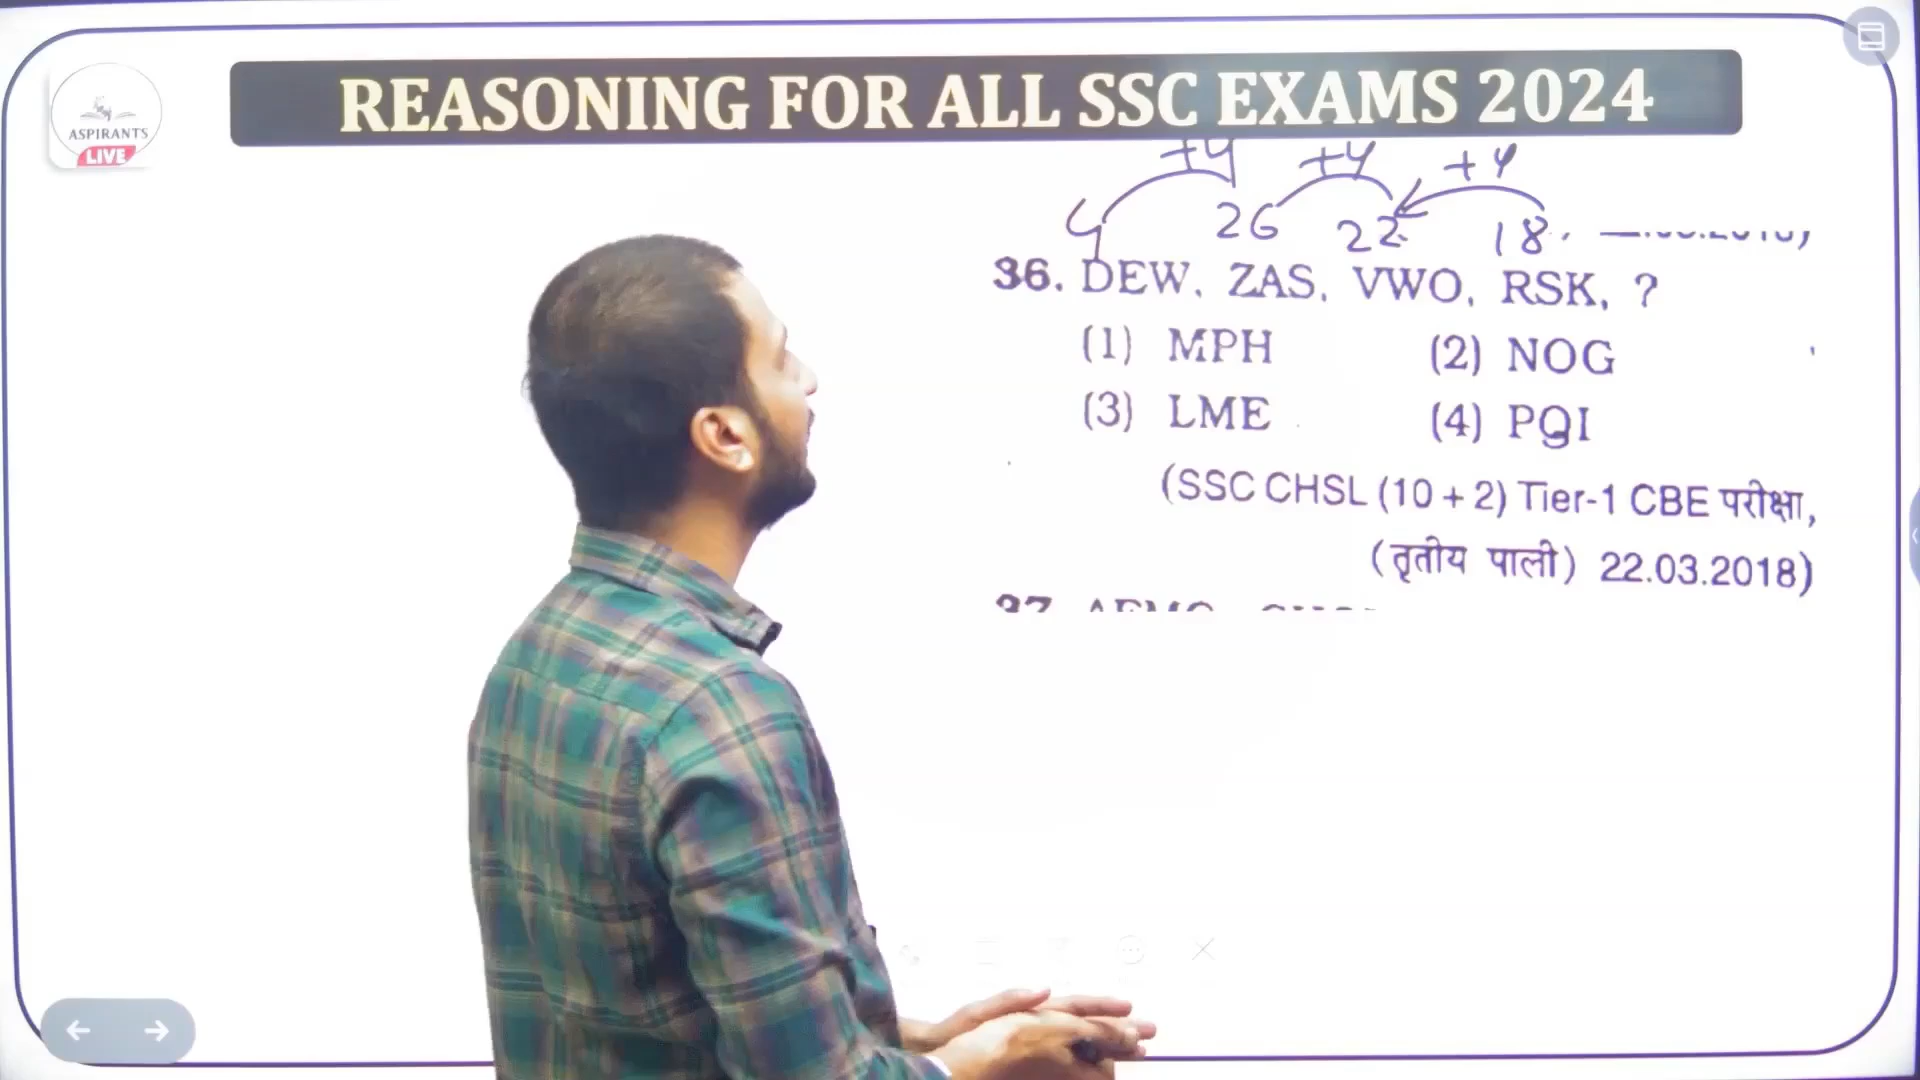 REASONING FOR ALL SSC EXAMS 2024
ASPIRANTS
LIVE
+4 +4 +4
4 26 22 18
36. DEW, ZAS, VWO, RSK, ?
(1) MPH (2) NOG
(3) LME (4) PQI
(SSC CHSL (10 + 2) Tier-1 CBE परीक्षा,
(तृतीय पाली) 22.03.2018)